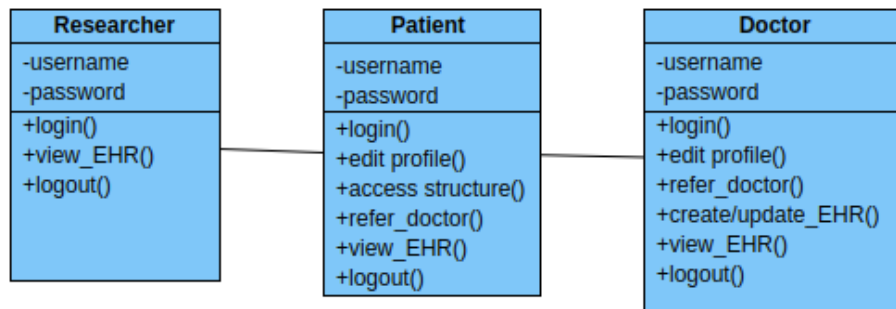 Researcher
-username
-password
+login()
+view_EHR()
+logout()
Patient
-username
-password
+login()
+edit profile()
+access structure()
+refer_doctor()
+view_EHR()
+logout()
Doctor
-username
-password
+login()
+edit profile()
+refer_doctor()
+create/update_EHR()
+view_EHR()
+logout()